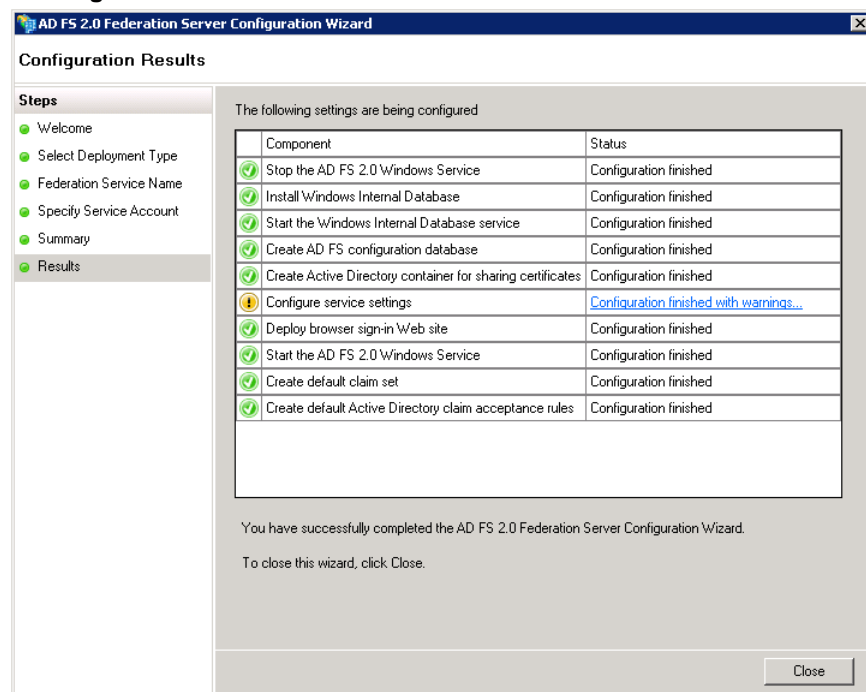 AD FS 2.0 Federation Server Configuration Wizard
Configuration Results
Steps
Welcome
Select Deployment Type
Federation Service Name
Specify Service Account
Summary
Results
The following settings are being configured
Component Status
Stop the AD FS 2.0 Windows Service Configuration finished
Install Windows Internal Database Configuration finished
Start the Windows Internal Database service Configuration finished
Create AD FS configuration database Configuration finished
Create Active Directory container for sharing certificates Configuration finished
Configure service settings Configuration finished with warnings...
Deploy browser sign-in Web site Configuration finished
Start the AD FS 2.0 Windows Service Configuration finished
Create default claim set Configuration finished
Create default Active Directory claim acceptance rules Configuration finished
You have successfully completed the AD FS 2.0 Federation Server Configuration Wizard.
To close this wizard, click Close.
Close